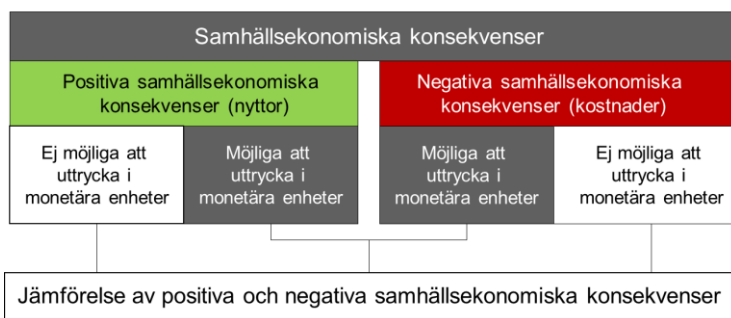 Samhällsekonomiska konsekvenser
Positiva samhällsekonomiska
konsekvenser (nyttor)
Negativa samhällsekonomiska
konsekvenser (kostnader)
Ej möjliga att
uttrycka i
monetära enheter
Möjliga att
uttrycka i
monetära enheter
Möjliga att
uttrycka i
monetära enheter
Ej möjliga att
uttrycka i
monetära enheter
Jämförelse av positiva och negativa samhällsekonomiska konsekvenser